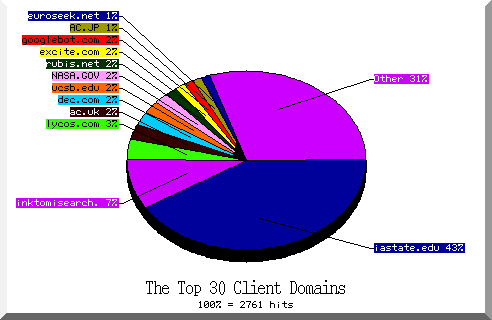 euroseek.net 1%
AC.JP 1%
googlebot.com 2%
excite.com 2%
rubis.net 2%
NASA.GOV 2%
ucsb.edu 2%
dec.com 2%
ac.uk 2%
lycos.com 3%
inktomisearch. 7%
Other 31%
iastate.edu 43%
The Top 30 Client Domains
100% = 2761 hits